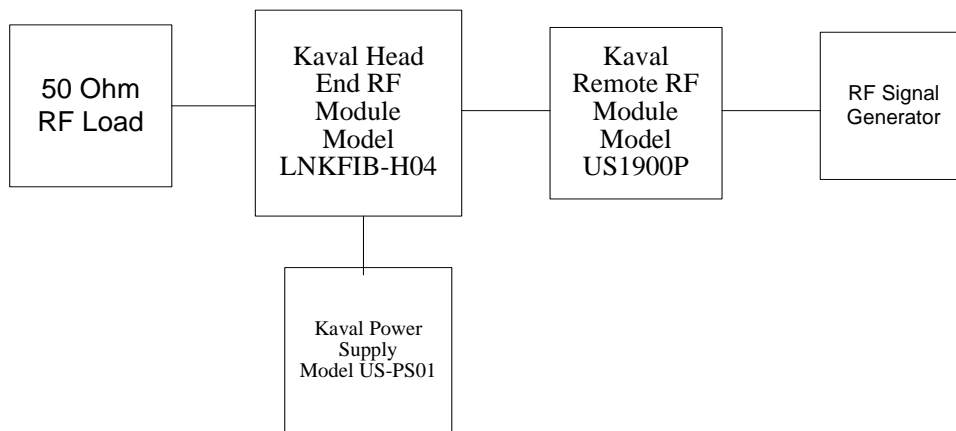 50 Ohm
RF Load
Kaval Head
End RF
Module
Model
LNKFIB-H04
Kaval
Remote RF
Module
Model
US1900P
RF Signal
Generator
Kaval Power
Supply
Model US-PS01